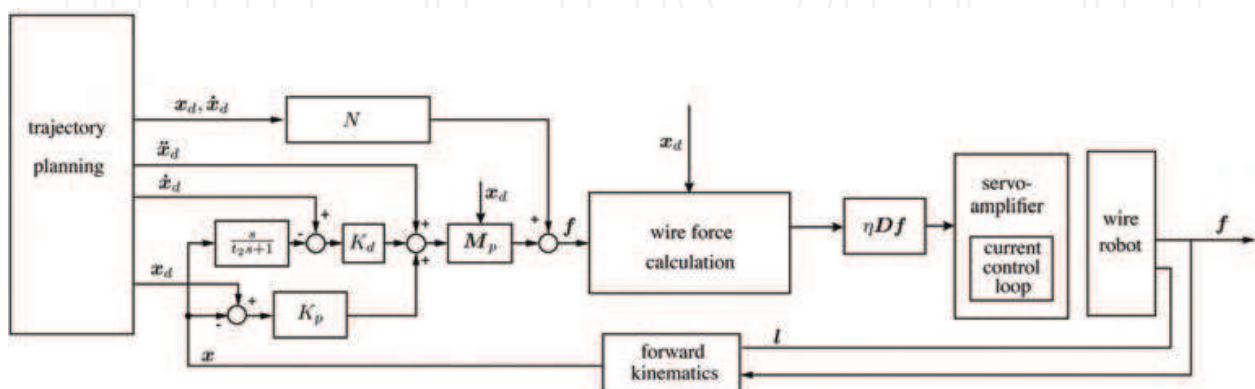 trajectory
planning
x_d, ẋ_d
N
ẍ_d
ẋ_d
x_d
s
t₂s+1
-
+
K_d
+
+
+
x_d
M_p
+
+
f
x_d
wire force
calculation
ηDf
servo-
amplifier
current
control
loop
wire
robot
f
+
-
K_p
x
forward
kinematics
l